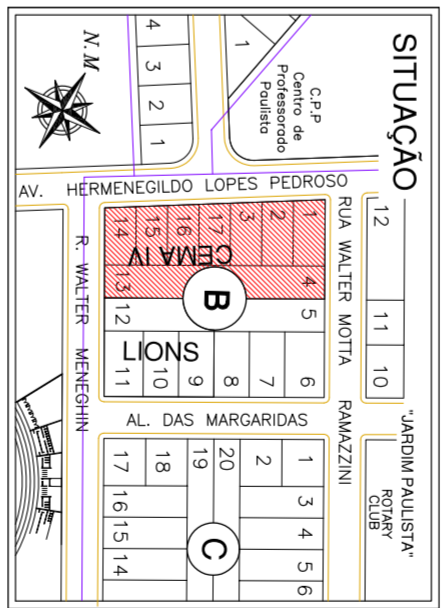 SITUAÇÃO
N.M
4
3
2
1
1
C.P.P
Centro de
Professorado
Paulista
AV. HERMENEGILDO LOPES PEDROSO
R. WALTER MENEGHIN
RUA WALTER MOTTA RAMAZZINI
14
15
16
17
3
2
1
CEMA IV
13
4
B
12
5
LIONS
11
10
9
8
7
6
12
11
10
"JARDIM PAULISTA"
ROTARY
CLUB
AL. DAS MARGARIDAS
17
18
19
20
2
1
16
15
14
3
4
5
6
C